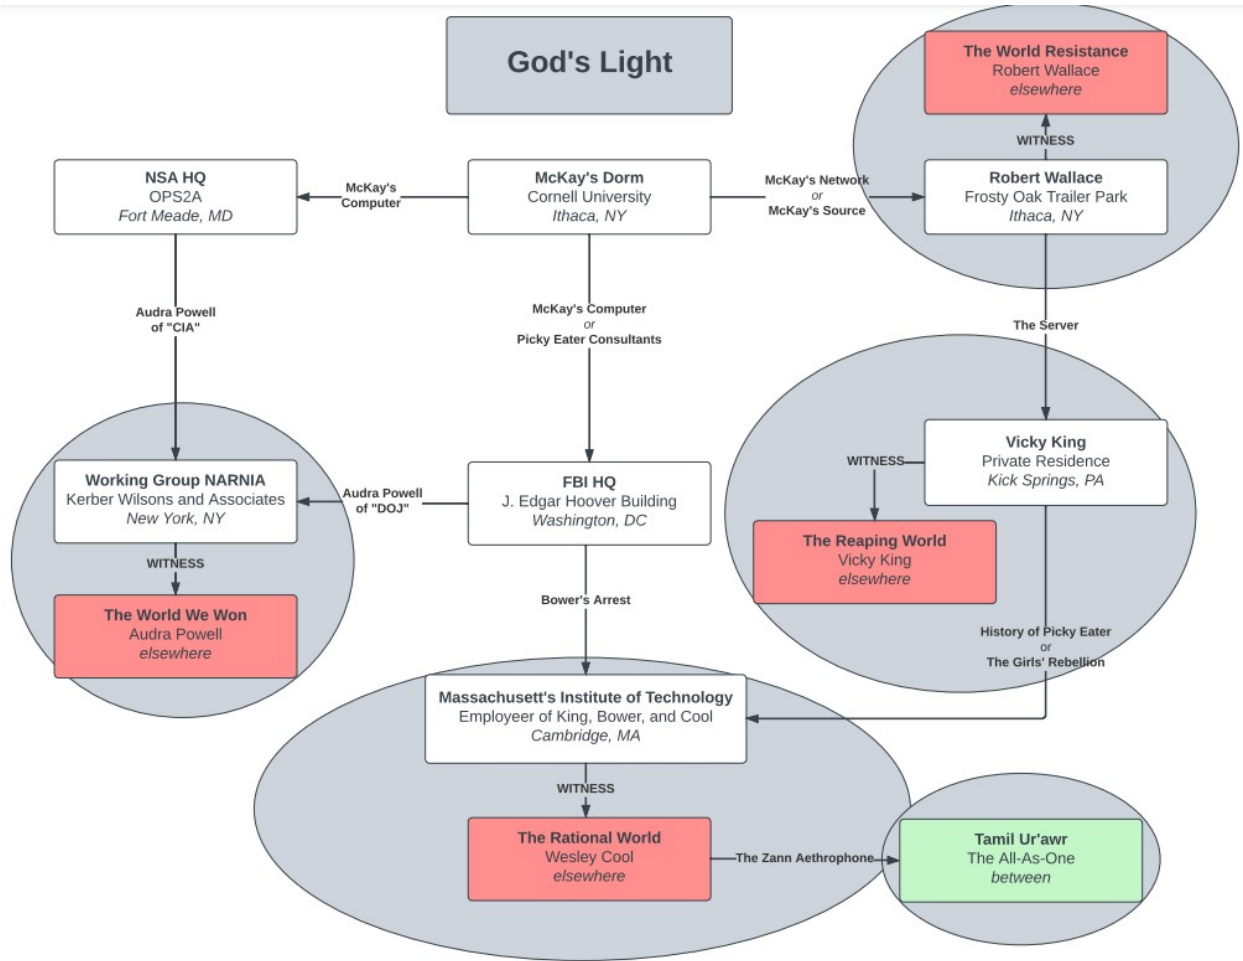 God's Light
The World Resistance
Robert Wallace
elsewhere
WITNESS
NSA HQ
OPS2A
Fort Meade, MD
McKay's
Computer
McKay's Dorm
Cornell University
Ithaca, NY
McKay's Network
or
McKay's Source
Robert Wallace
Frosty Oak Trailer Park
Ithaca, NY
Audra Powell
of "CIA"
McKay's Computer
or
Picky Eater Consultants
The Server
Working Group NARNIA
Kerber Wilsons and Associates
New York, NY
Audra Powell
of "DOJ"
FBI HQ
J. Edgar Hoover Building
Washington, DC
WITNESS
Vicky King
Private Residence
Kick Springs, PA
The Reaping World
Vicky King
elsewhere
WITNESS
The World We Won
Audra Powell
elsewhere
Bower's Arrest
History of Picky Eater
or
The Girls' Rebellion
Massachusett's Institute of Technology
Employeer of King, Bower, and Cool
Cambridge, MA
WITNESS
The Rational World
Wesley Cool
elsewhere
The Zann Aethrophone
Tamil Ur'awr
The All-As-One
between